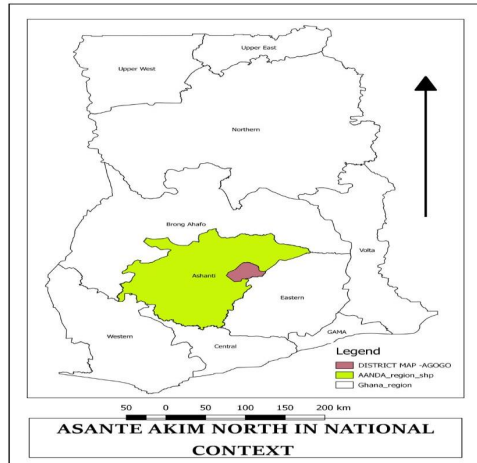 Upper East
Upper West
Northern
Brong Ahafo
Volta
Ashanti
Eastern
Western
Central
GAMA
Legend
DISTRICT MAP -AGOGO
AANDA_region_shp
Ghana_region
50 0 50 100 150 200 km
ASANTE AKIM NORTH IN NATIONAL
CONTEXT